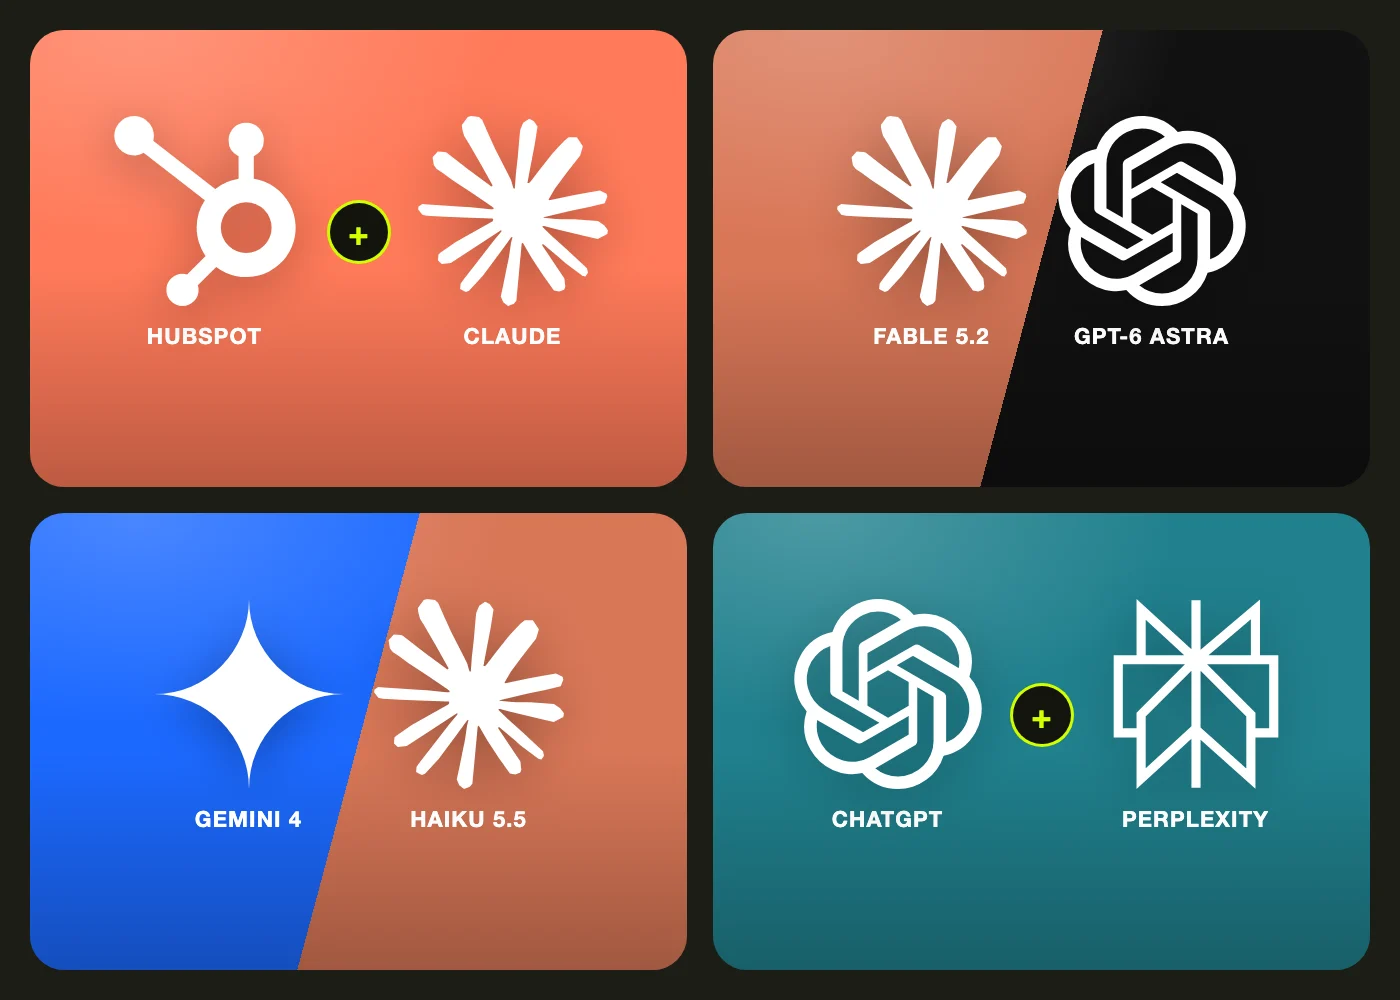 +
HUBSPOT
CLAUDE
FABLE 5.2
GPT-6 ASTRA
GEMINI 4
HAIKU 5.5
+
CHATGPT
PERPLEXITY